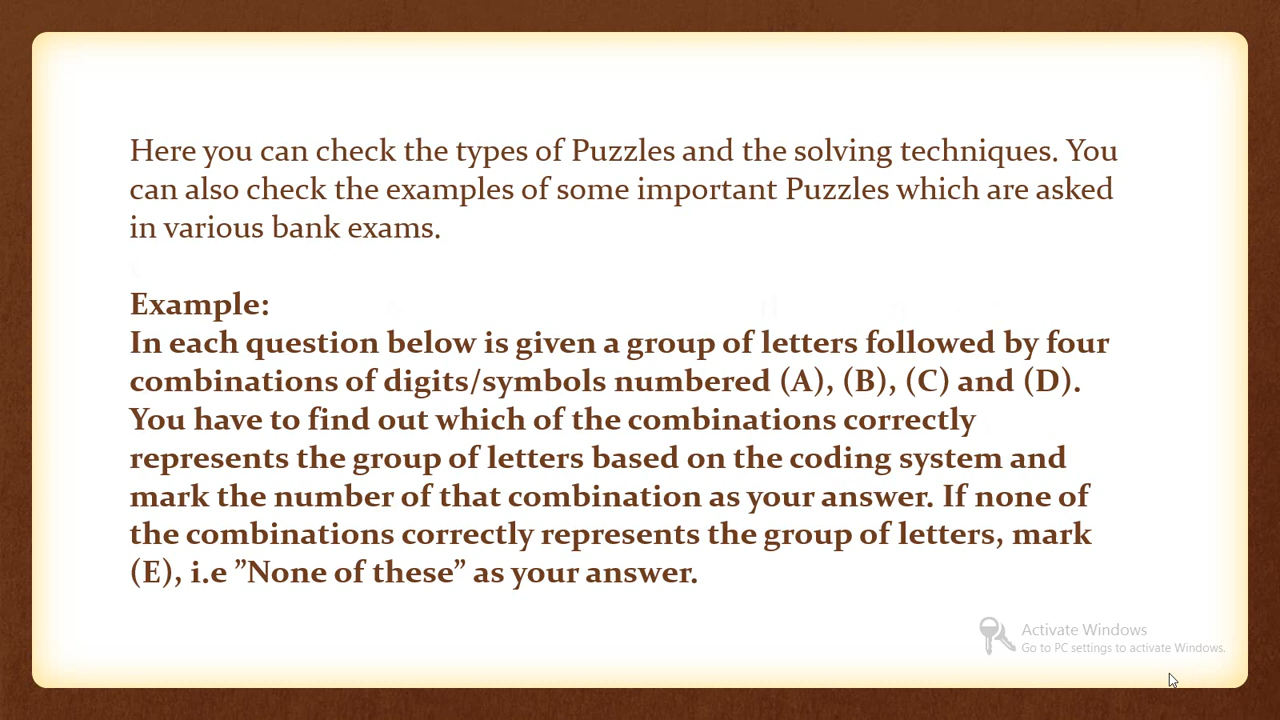 Here you can check the types of Puzzles and the solving techniques. You
can also check the examples of some important Puzzles which are asked
in various bank exams.
Example:
In each question below is given a group of letters followed by four
combinations of digits/symbols numbered (A), (B), (C) and (D).
You have to find out which of the combinations correctly
represents the group of letters based on the coding system and
mark the number of that combination as your answer. If none of
the combinations correctly represents the group of letters, mark
(E), i.e ”None of these” as your answer.
Activate Windows
Go to PC settings to activate Windows.